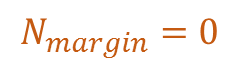 N_margin = 0